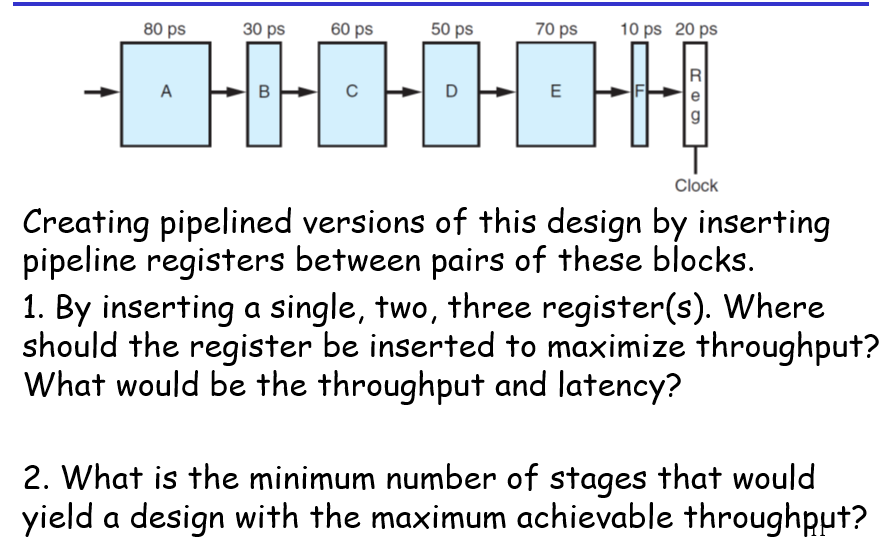 80 ps 30 ps 60 ps 50 ps 70 ps 10 ps 20 ps
A B C D E F Reg
Clock
Creating pipelined versions of this design by inserting
pipeline registers between pairs of these blocks.
1. By inserting a single, two, three register(s). Where
should the register be inserted to maximize throughput?
What would be the throughput and latency?
2. What is the minimum number of stages that would
yield a design with the maximum achievable throughput?